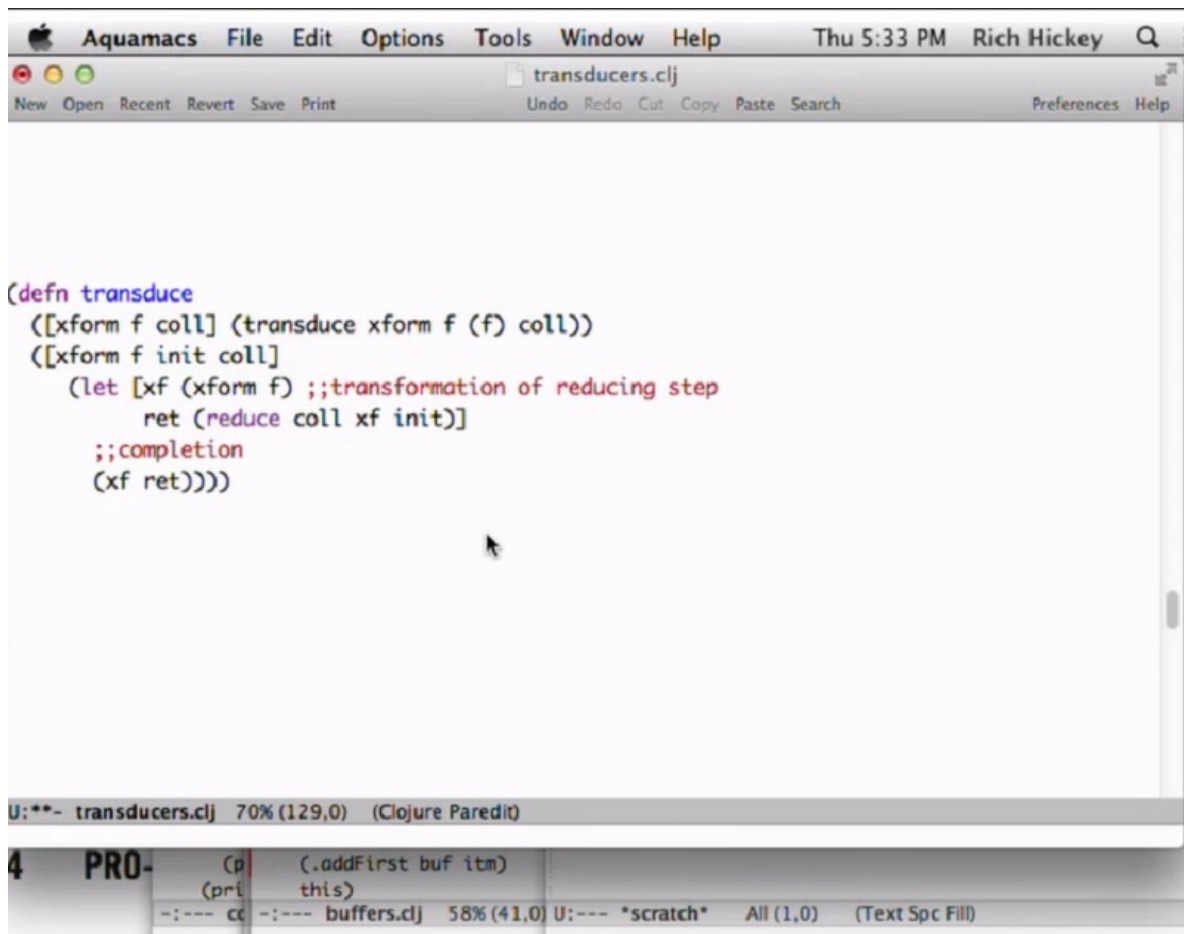 Aquamacs File Edit Options Tools Window Help Thu 5:33 PM Rich Hickey
transducers.clj
New Open Recent Revert Save Print Undo Redo Cut Copy Paste Search Preferences Help
(defn transduce
([xform f coll] (transduce xform f (f) coll))
([xform f init coll]
(let [xf (xform f) ;;transformation of reducing step
ret (reduce coll xf init)]
;;completion
(xf ret))))
U:**- transducers.clj 70% (129,0) (Clojure Paredit)
4 PRO- (p (.addFirst buf itm)
(pri this)
-:--- co -:--- buffers.clj 58% (41,0) U:--- *scratch* All (1,0) (Text Spc Fill)